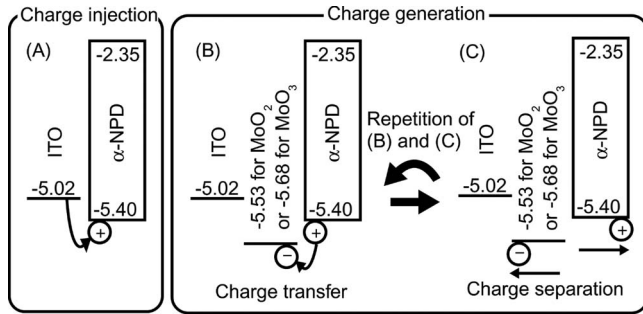 Charge injection
(A)
-2.35
ITO
α-NPD
-5.02
-5.40
+
Charge generation
(B)
-2.35
ITO
-5.53 for MoO2
or -5.68 for MoO3
α-NPD
-5.02
-5.40
+
−
Charge transfer
Repetition of
(B) and (C)
(C)
-2.35
ITO
-5.53 for MoO2
or -5.68 for MoO3
α-NPD
-5.02
-5.40
+
−
Charge separation